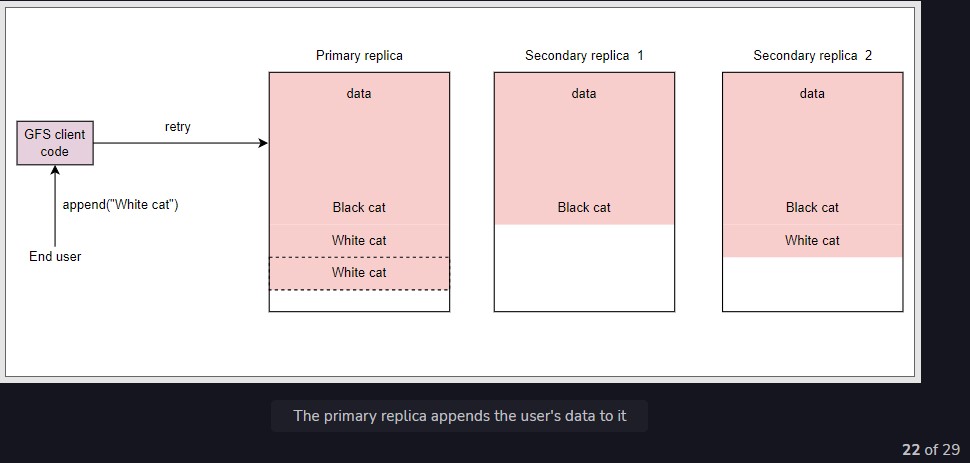 Primary replica
Secondary replica 1
Secondary replica 2
data
data
data
GFS client
code
retry
append("White cat")
End user
Black cat
Black cat
Black cat
White cat
White cat
White cat
The primary replica appends the user's data to it
22 of 29